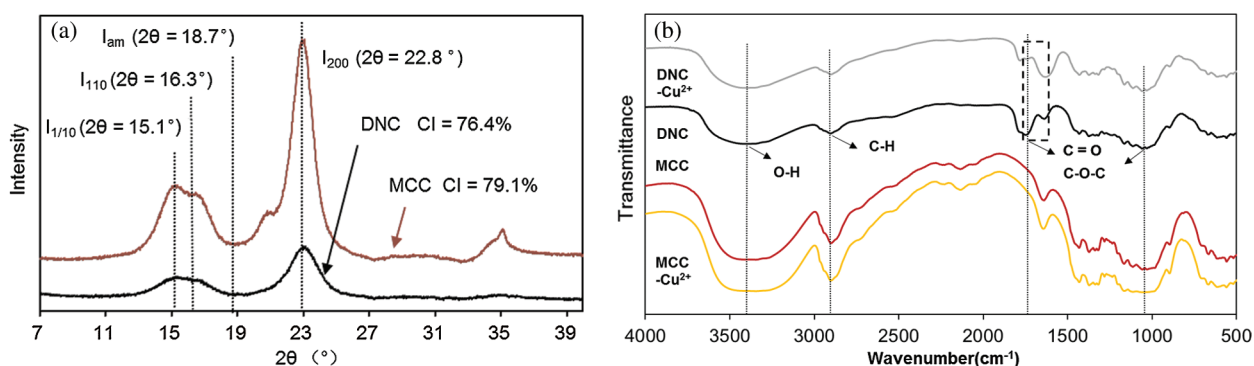 (a)
I_am (2θ = 18.7°)
I_110 (2θ = 16.3°)
I_1/10 (2θ = 15.1°)
I_200 (2θ = 22.8 °)
DNC CI = 76.4%
MCC CI = 79.1%
Intensity
7 11 15 19 23 27 31 35 39
2θ (°)
(b)
DNC
-Cu²⁺
DNC
MCC
MCC
-Cu²⁺
O-H
C-H
C = O
C-O-C
Transmittance
4000 3500 3000 2500 2000 1500 1000 500
Wavenumber(cm⁻¹)